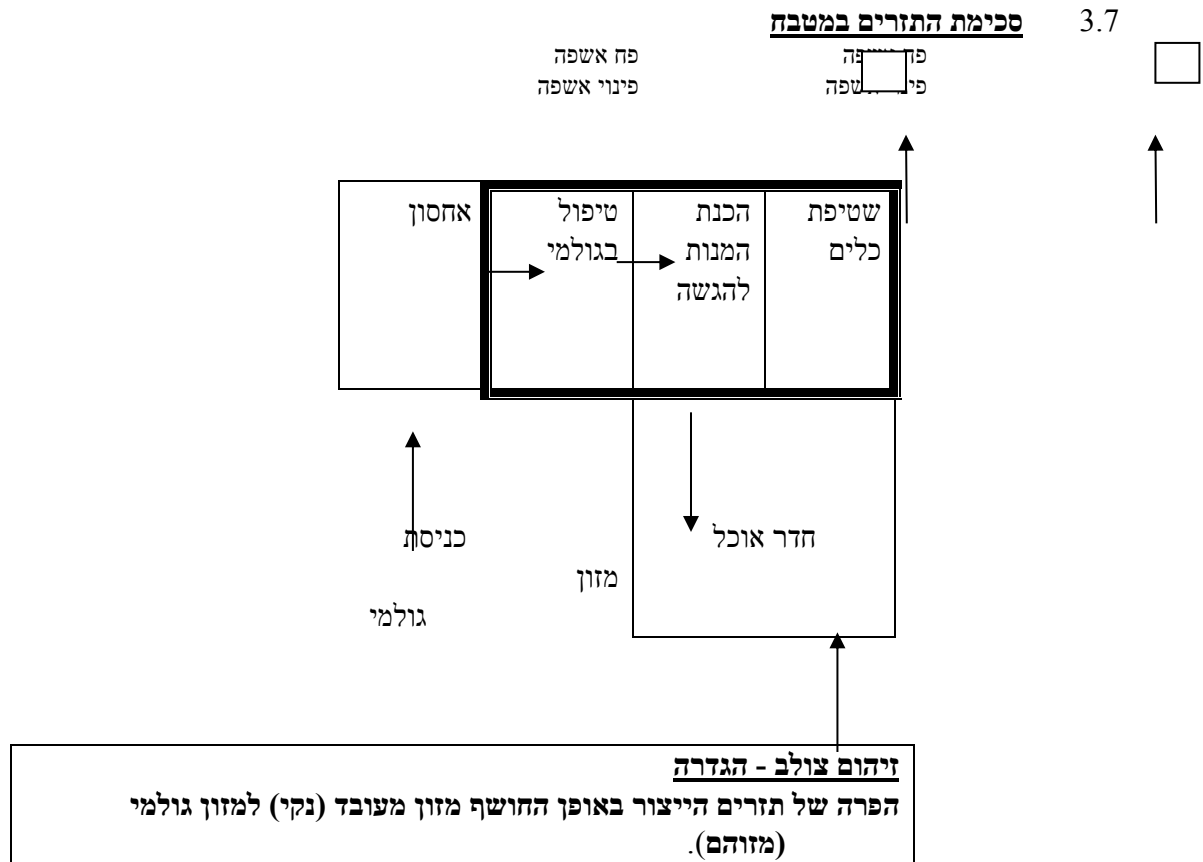 3.7 סכימת התזרים במטבח
פח אשפה
פינוי אשפה
אשפה
שטיפת
כלים
הכנת
המנות
להגשה
טיפול
בגולמי
אחסון
חדר אוכל
כניסת
מזון
גולמי
זיהום צולב - הגדרה
הפרה של תזרים הייצור באופן החושף מזון מעובד (נקי) למזון גולמי
(מזוהם).